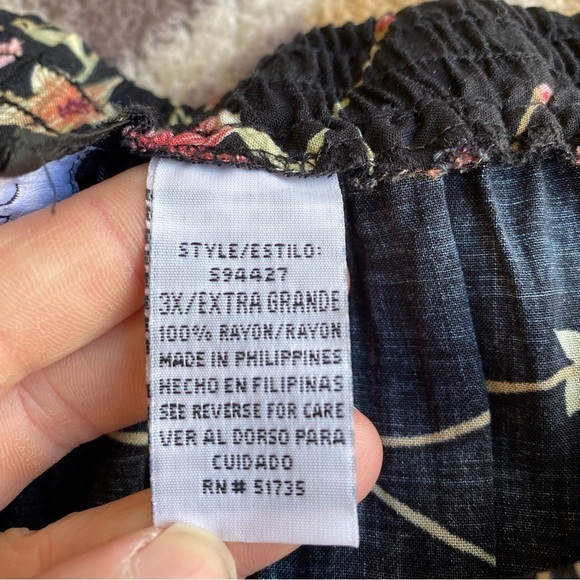 STYLE/ESTILO:
S94427
3X/EXTRA GRANDE
100% RAYON/RAYON
MADE IN PHILIPPINES
HECHO EN FILIPINAS
SEE REVERSE FOR CARE
VER AL DORSO PARA
CUIDADO
RN# 51735